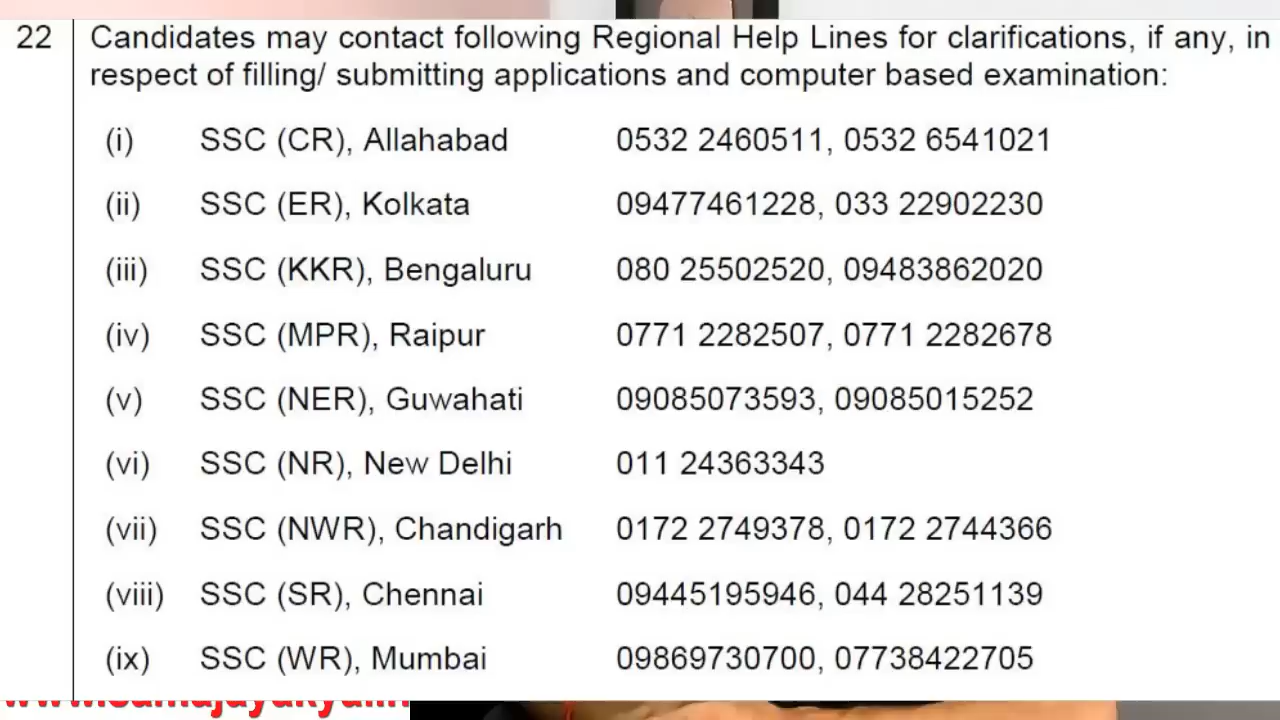 22 Candidates may contact following Regional Help Lines for clarifications, if any, in
respect of filling/ submitting applications and computer based examination:
(i) SSC (CR), Allahabad 0532 2460511, 0532 6541021
(ii) SSC (ER), Kolkata 09477461228, 033 22902230
(iii) SSC (KKR), Bengaluru 080 25502520, 09483862020
(iv) SSC (MPR), Raipur 0771 2282507, 0771 2282678
(v) SSC (NER), Guwahati 09085073593, 09085015252
(vi) SSC (NR), New Delhi 011 24363343
(vii) SSC (NWR), Chandigarh 0172 2749378, 0172 2744366
(viii) SSC (SR), Chennai 09445195946, 044 28251139
(ix) SSC (WR), Mumbai 09869730700, 07738422705